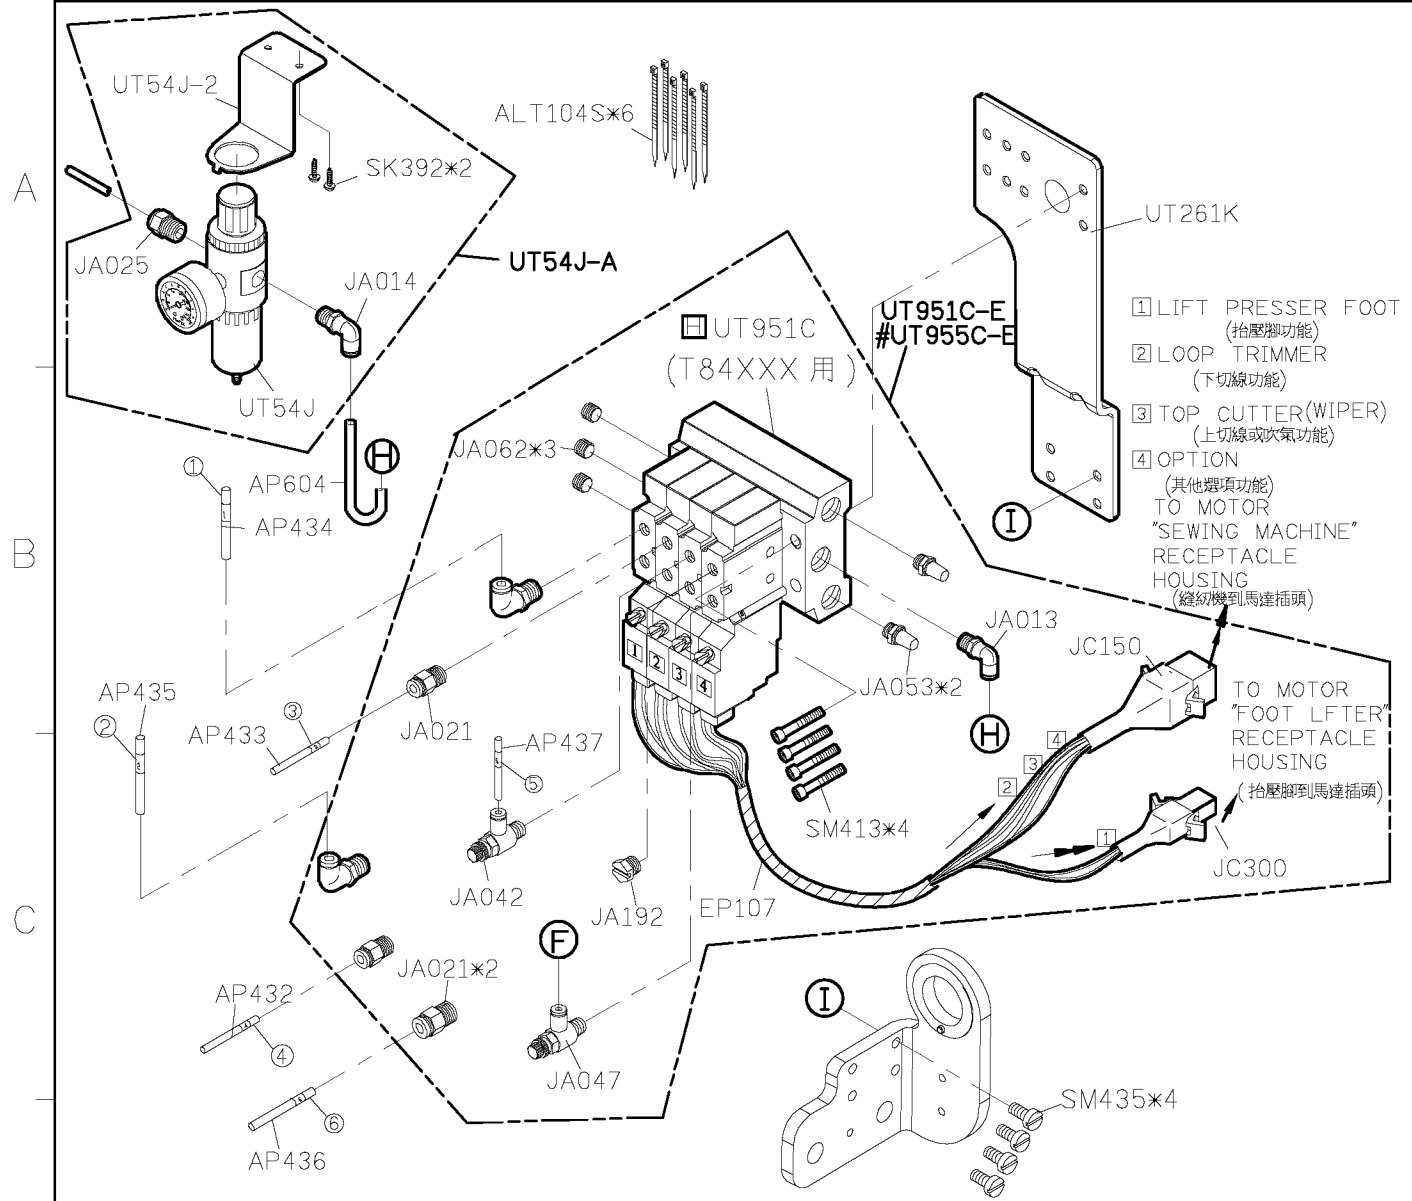 A
B
C
UT54J-2
SK392*2
JA025
JA014
UT54J
UT54J-A
ALT104S*6
UT261K
UT951C-E
#UT955C-E
H UT951C
(T84XXX 用)
1 LIFT PRESSER FOOT
(抬壓腳功能)
2 LOOP TRIMMER
(下切線功能)
3 TOP CUTTER(WIPER)
(上切線或吹氣功能)
4 OPTION
(其他選項功能)
TO MOTOR
"SEWING MACHINE"
RECEPTACLE
HOUSING
(縫紉機到馬達插頭)
JA062*3
H
AP604
1
AP434
I
JA013
JA053*2
H
JC150
TO MOTOR
"FOOT LFTER"
RECEPTACLE
HOUSING
(抬壓腳到馬達插頭)
JC300
1
2
3
4
4
3
2
1
AP435
2
AP433
3
JA021
AP437
5
JA042
JA192
EP107
SM413*4
F
JA047
JA021*2
AP432
4
AP436
6
I
SM435*4